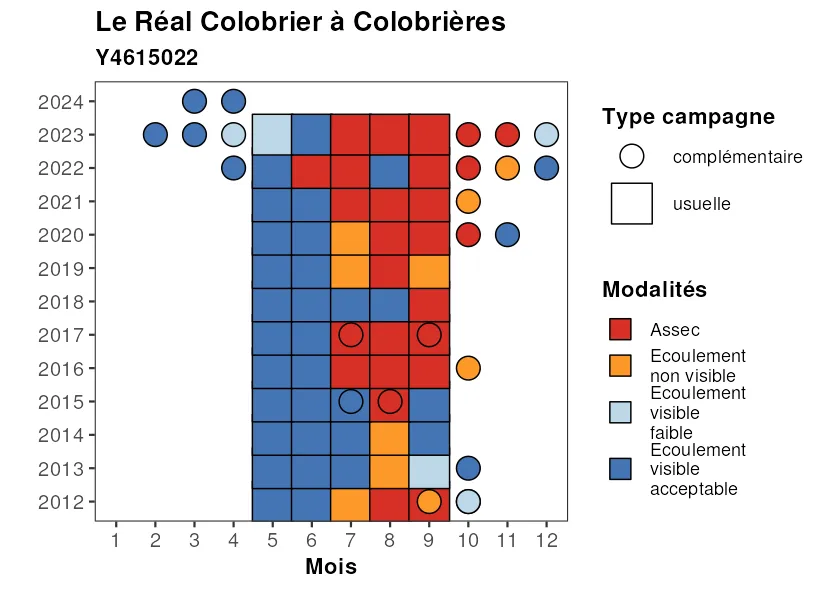 Le Réal Colobrier à Colobrières
Y4615022
2024
2023
2022
2021
2020
2019
2018
2017
2016
2015
2014
2013
2012
1 2 3 4 5 6 7 8 9 10 11 12
Mois
Type campagne
complémentaire
usuelle
Modalités
Assec
Ecoulement
non visible
Ecoulement
visible
faible
Ecoulement
visible
acceptable